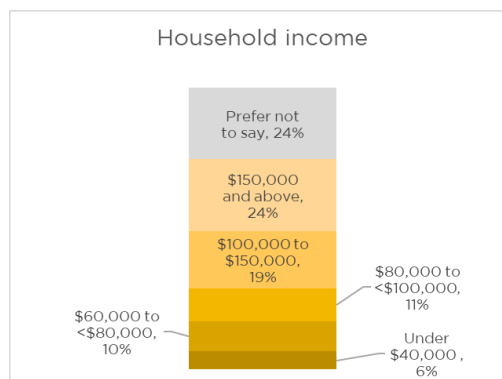 Household income
Prefer not
to say, 24%
$150,000
and above,
24%
$100,000 to
$150,000,
19%
$80,000 to
<$100,000,
11%
$60,000 to
<$80,000,
10%
Under
$40,000 ,
6%